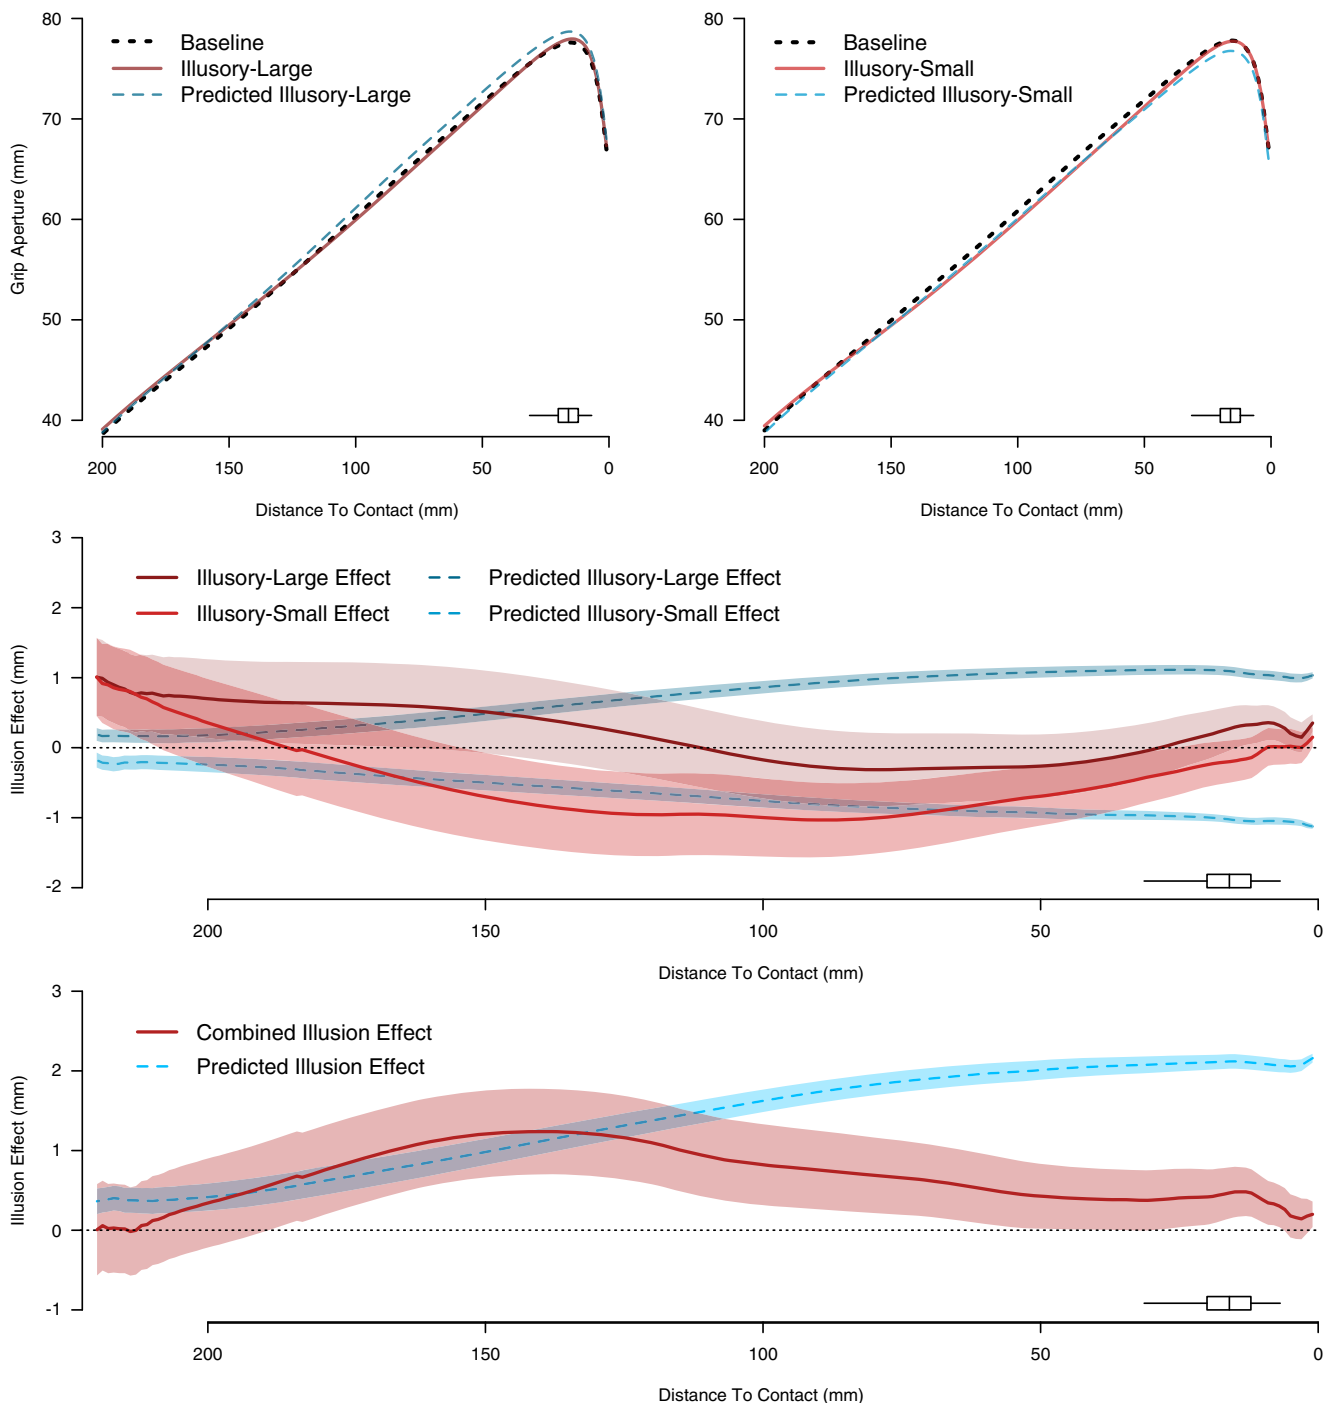 80
70
60
50
40
Grip Aperture (mm)
Baseline
Illusory-Large
Predicted Illusory-Large
200 150 100 50 0
Distance To Contact (mm)
80
70
60
50
40
Baseline
Illusory-Small
Predicted Illusory-Small
200 150 100 50 0
Distance To Contact (mm)
3
2
1
0
-1
-2
Illusion Effect (mm)
Illusory-Large Effect Predicted Illusory-Large Effect
Illusory-Small Effect Predicted Illusory-Small Effect
200 150 100 50 0
Distance To Contact (mm)
3
2
1
0
-1
Illusion Effect (mm)
Combined Illusion Effect
Predicted Illusion Effect
200 150 100 50 0
Distance To Contact (mm)